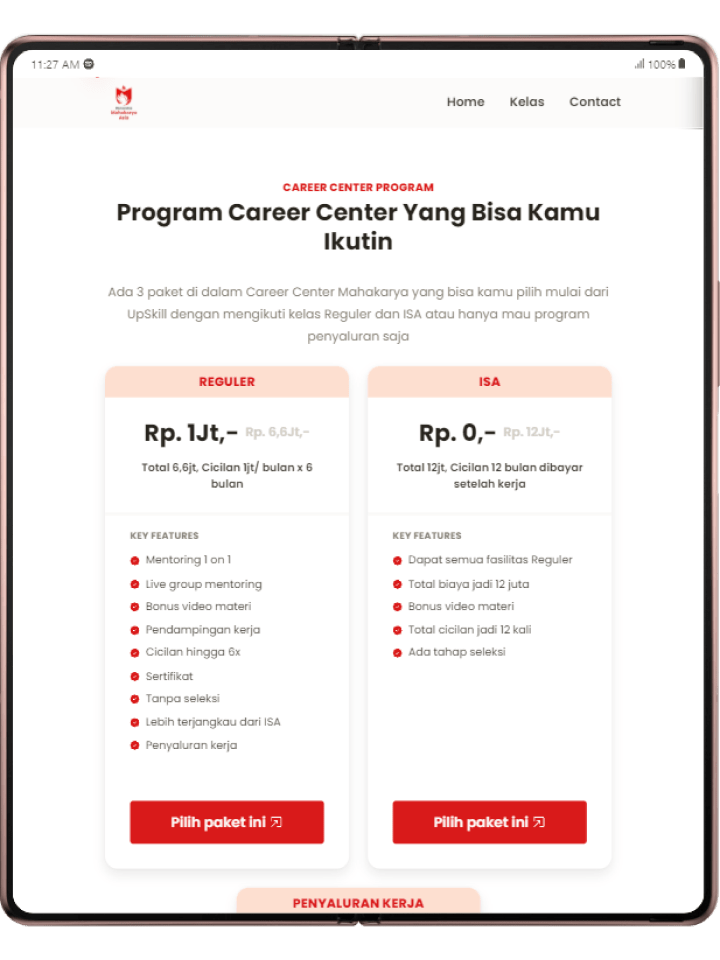 11:27 AM
100%
Mahakarya
Asia
Home Kelas Contact
CAREER CENTER PROGRAM
Program Career Center Yang Bisa Kamu
Ikutin
Ada 3 paket di dalam Career Center Mahakarya yang bisa kamu pilih mulai dari
UpSkill dengan mengikuti kelas Reguler dan ISA atau hanya mau program
penyaluran saja
REGULER
Rp. 1Jt,- Rp. 6,6Jt,-
Total 6,6jt, Cicilan 1jt/ bulan x 6
bulan
KEY FEATURES
Mentoring 1 on 1
Live group mentoring
Bonus video materi
Pendampingan kerja
Cicilan hingga 6x
Sertifikat
Tanpa seleksi
Lebih terjangkau dari ISA
Penyaluran kerja
Pilih paket ini
ISA
Rp. 0,- Rp. 12Jt,-
Total 12jt, Cicilan 12 bulan dibayar
setelah kerja
KEY FEATURES
Dapat semua fasilitas Reguler
Total biaya jadi 12 juta
Bonus video materi
Total cicilan jadi 12 kali
Ada tahap seleksi
Pilih paket ini
PENYALURAN KERJA